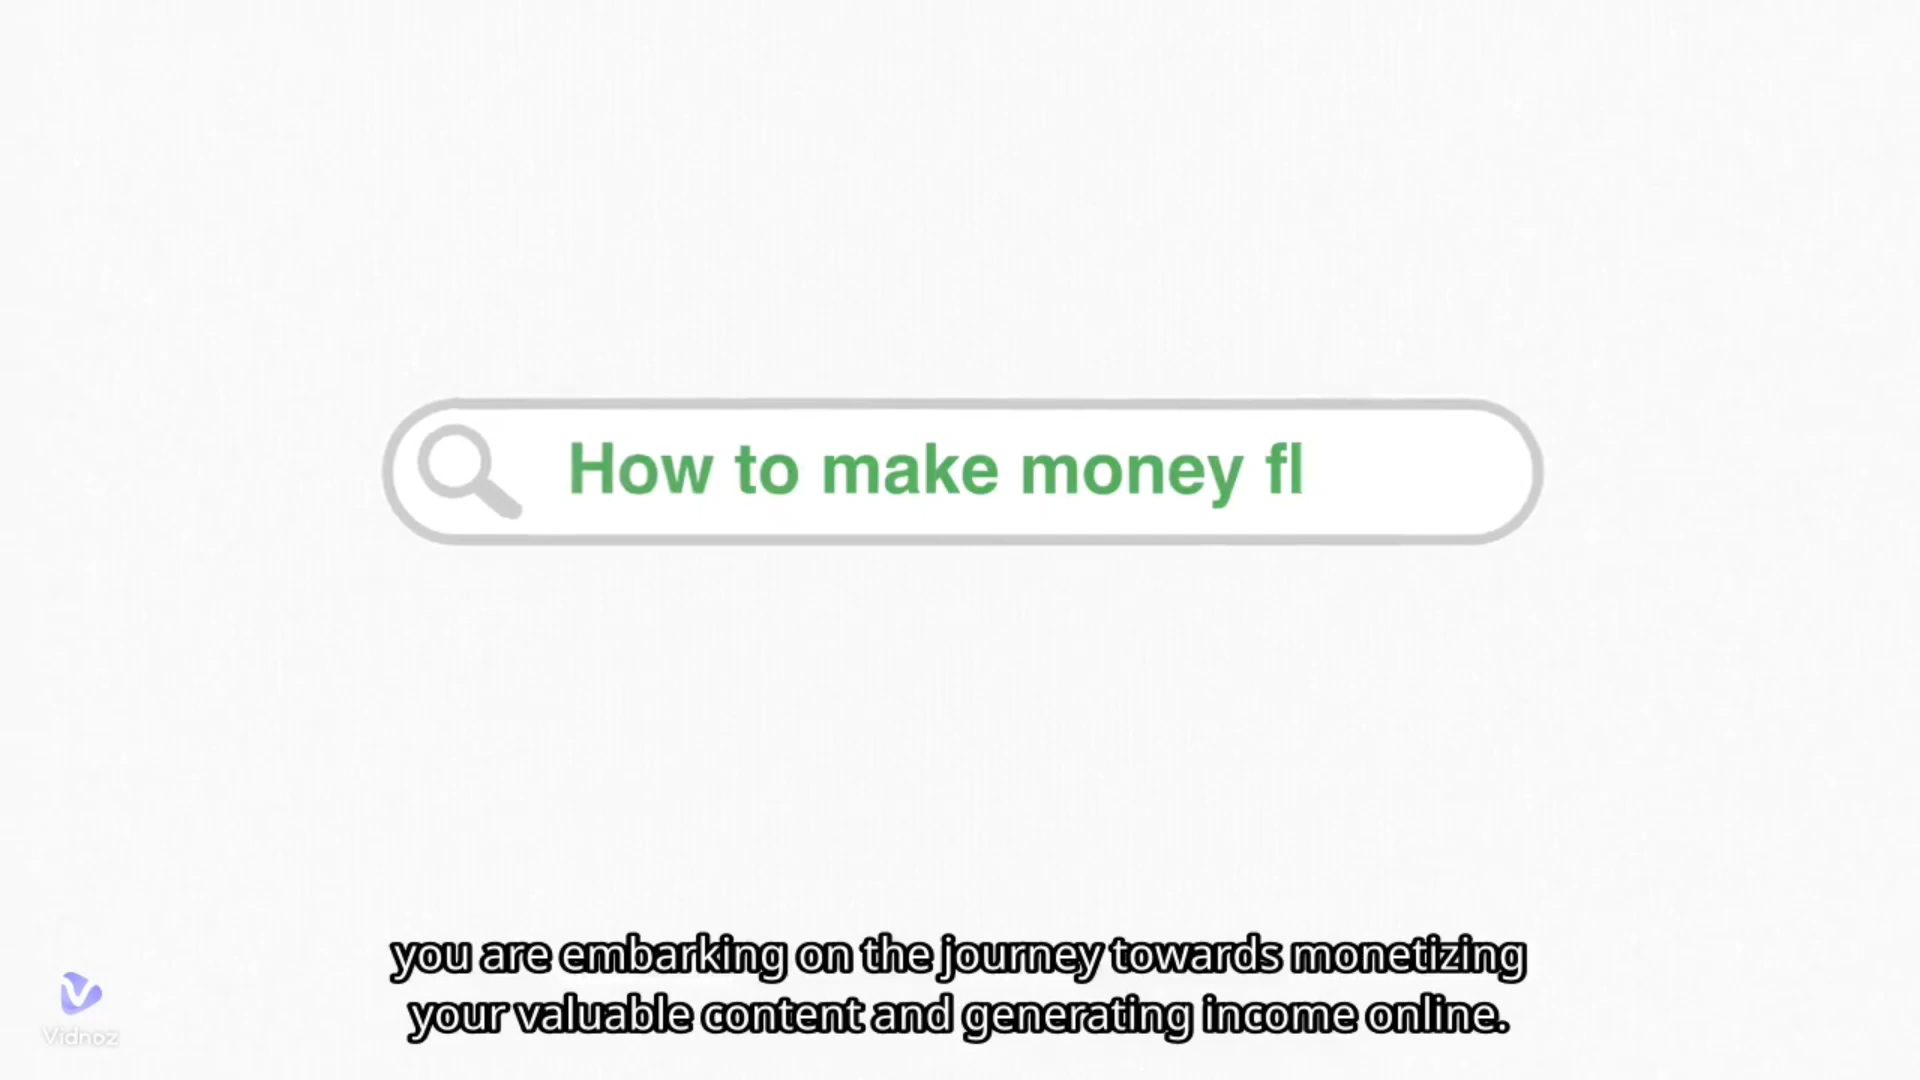 How to make money fl
you are embarking on the journey towards monetizing
your valuable content and generating income online.
Vidnoz